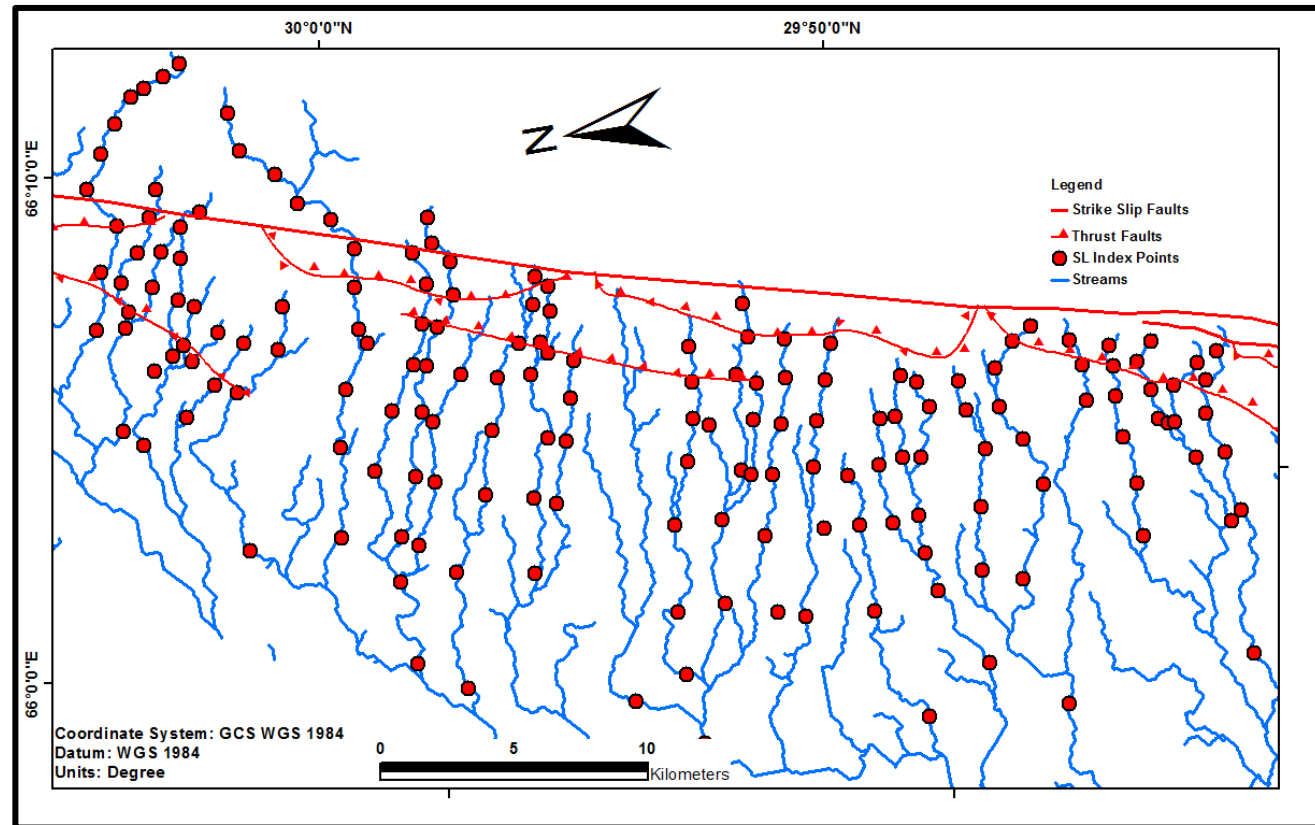 30°0'0"N
29°50'0"N
N
66°10'0"E
Legend
Strike Slip Faults
Thrust Faults
SL Index Points
Streams
66°0'0"E
Coordinate System: GCS WGS 1984
Datum: WGS 1984
Units: Degree
0 5 10
Kilometers